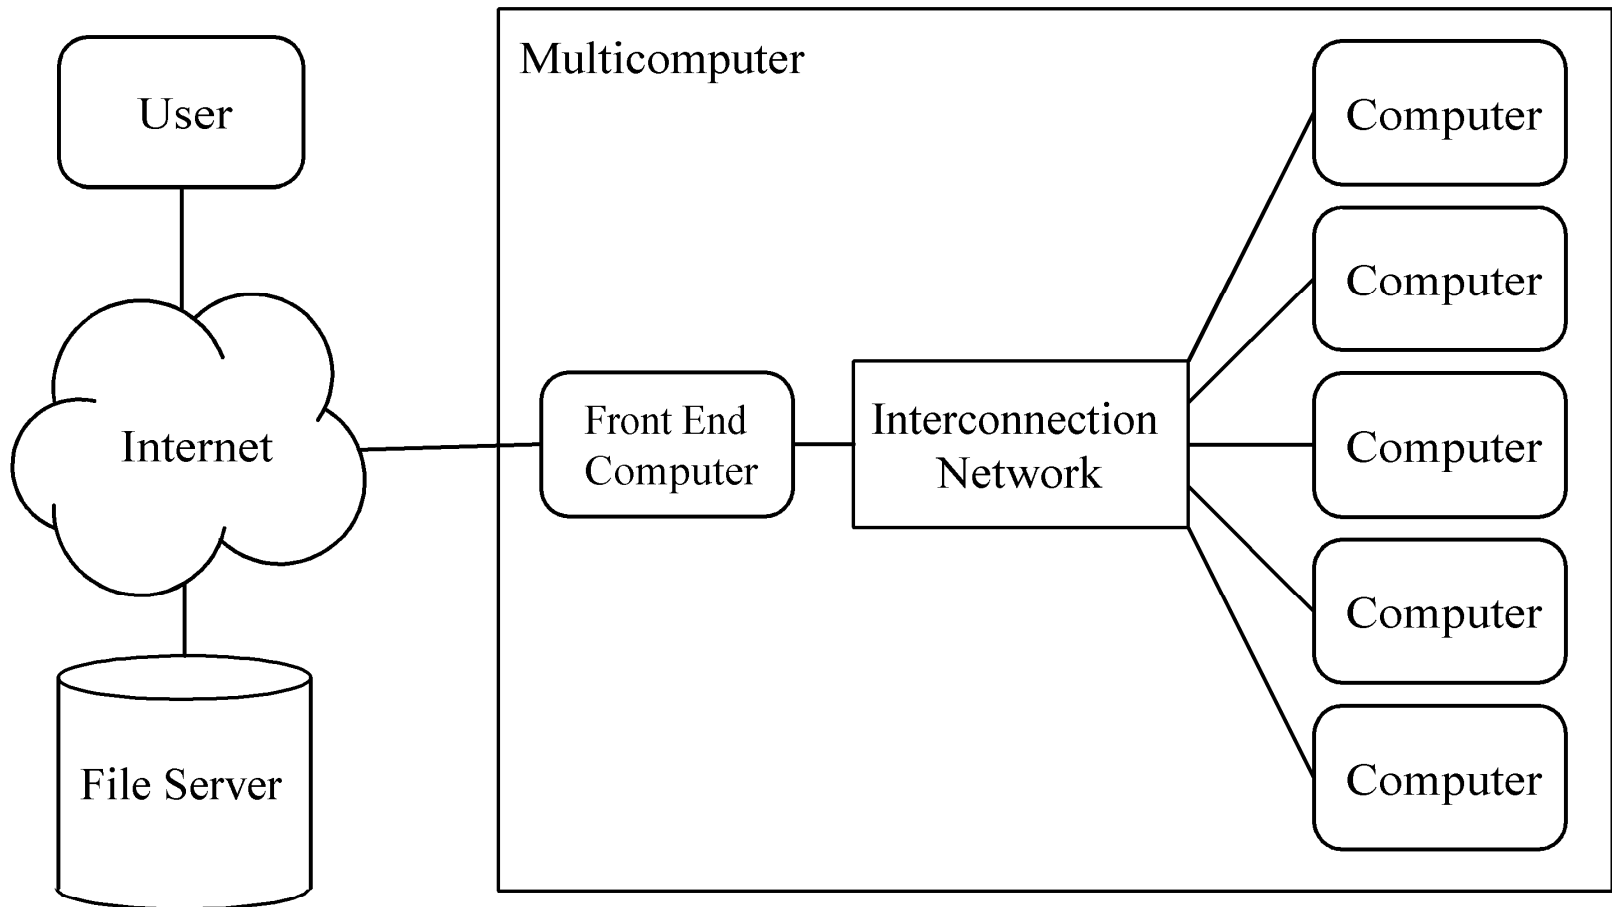 Multicomputer
User
Internet
File Server
Front End
Computer
Interconnection
Network
Computer
Computer
Computer
Computer
Computer